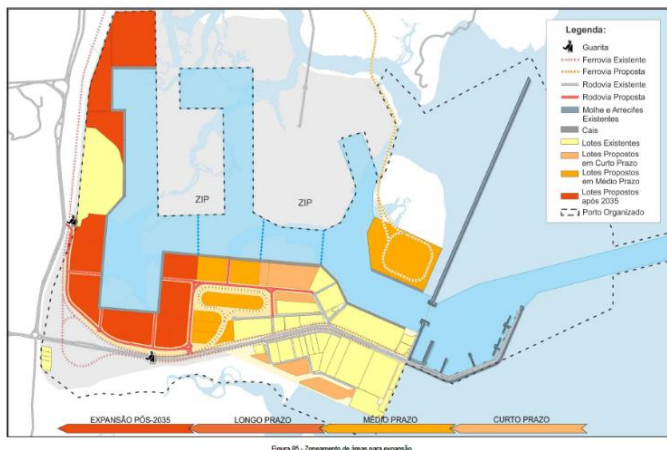 Legenda:
Guarita
Ferrovia Existente
Ferrovia Proposta
Rodovia Existente
Rodovia Proposta
Molhe e Arrecifes
Existentes
Cais
Lotes Existentes
Lotes Propostos
em Curto Prazo
Lotes Propostos
em Médio Prazo
Lotes Propostos
após 2035
Porto Organizado
ZIP
ZIP
EXPANSÃO PÓS-2035
LONGO PRAZO
MÉDIO PRAZO
CURTO PRAZO
Figura 85 - Zoneamento de áreas para expansão